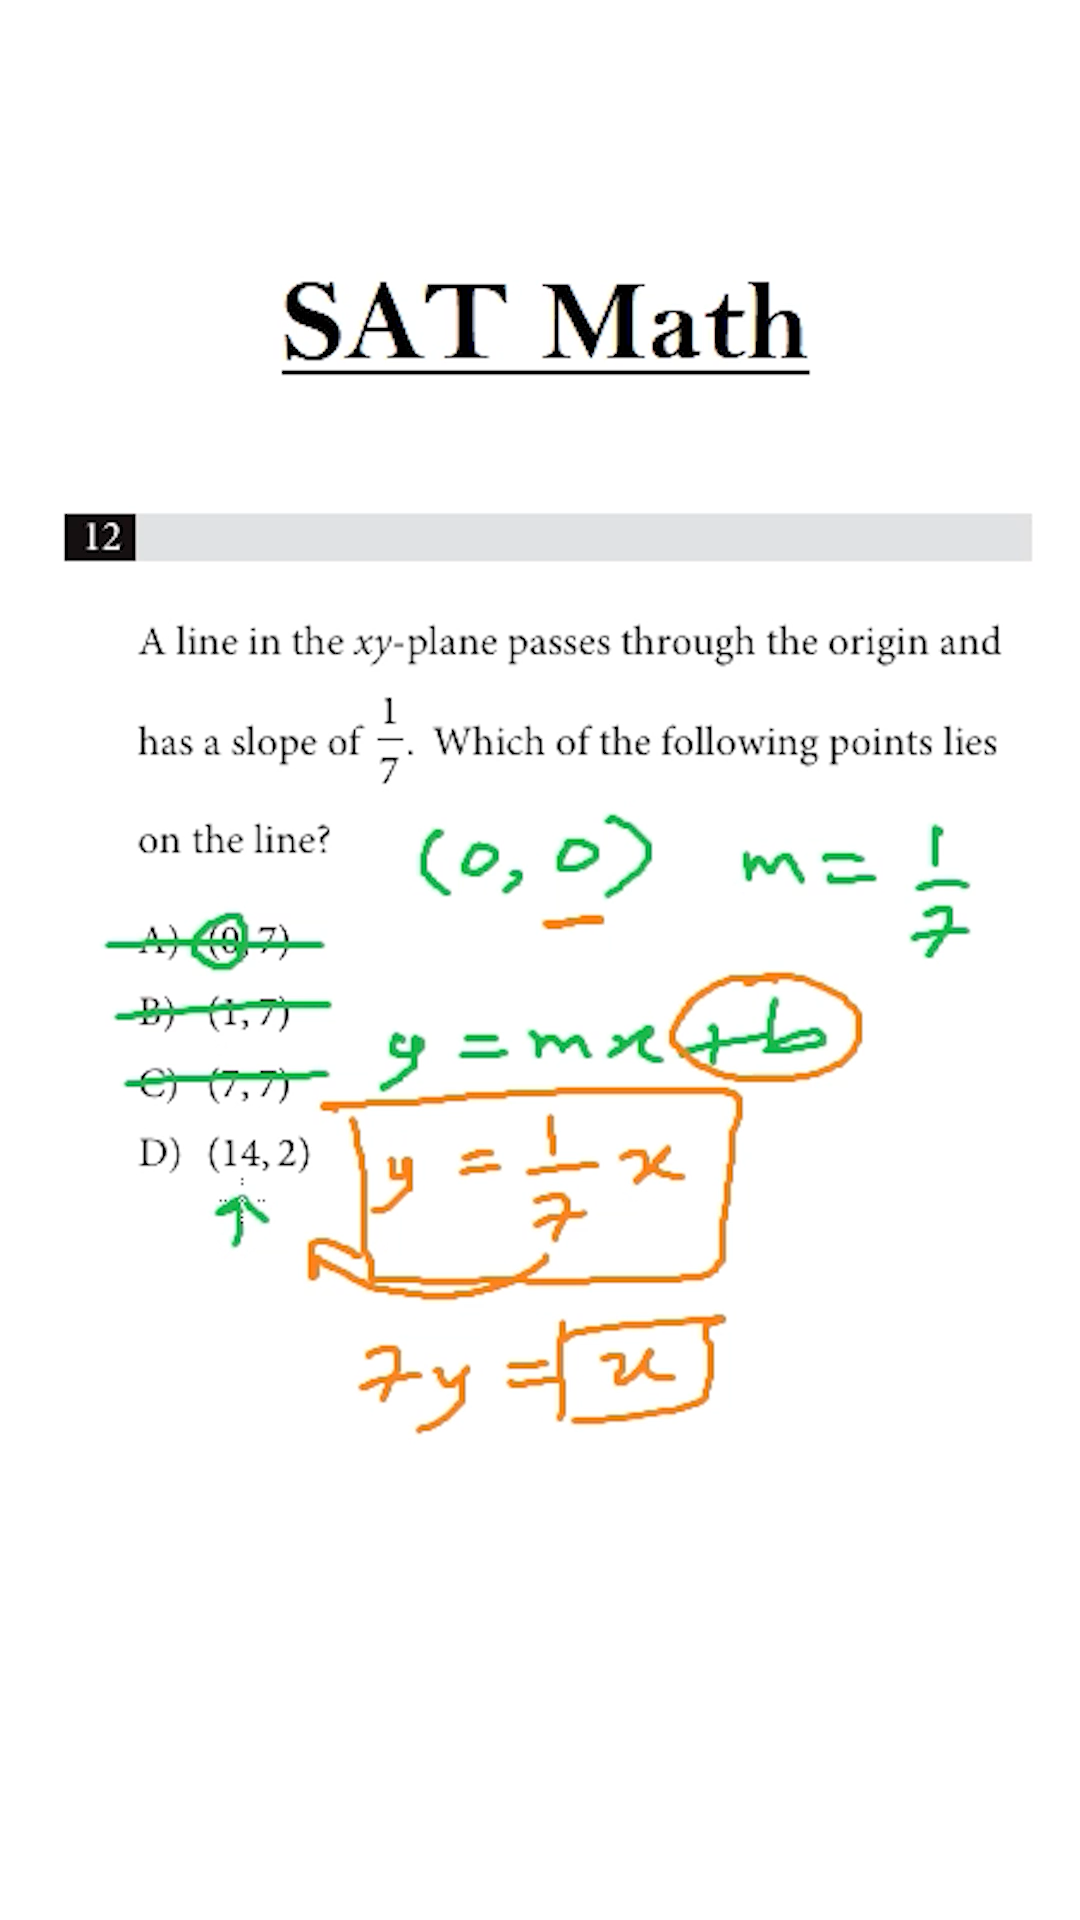 SAT Math
12
A line in the xy-plane passes through the origin and
has a slope of 1/7. Which of the following points lies
on the line?
(0, 0) m = 1/7
A) (0, 7)
B) (1, 7)
y = mx + b
C) (7, 7)
D) (14, 2)
y = 1/7 x
7y = x